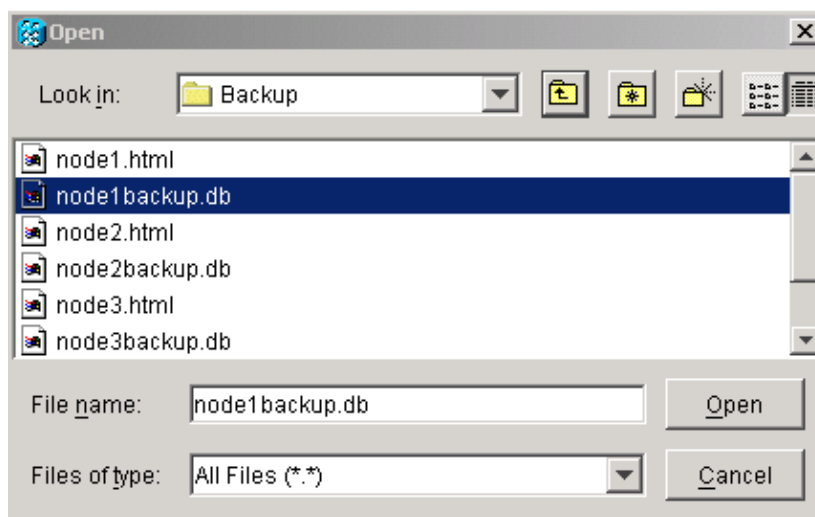 Open
Look in: Backup
node1.html
node1backup.db
node2.html
node2backup.db
node3.html
node3backup.db
File name: node1backup.db Open
Files of type: All Files (*.*) Cancel